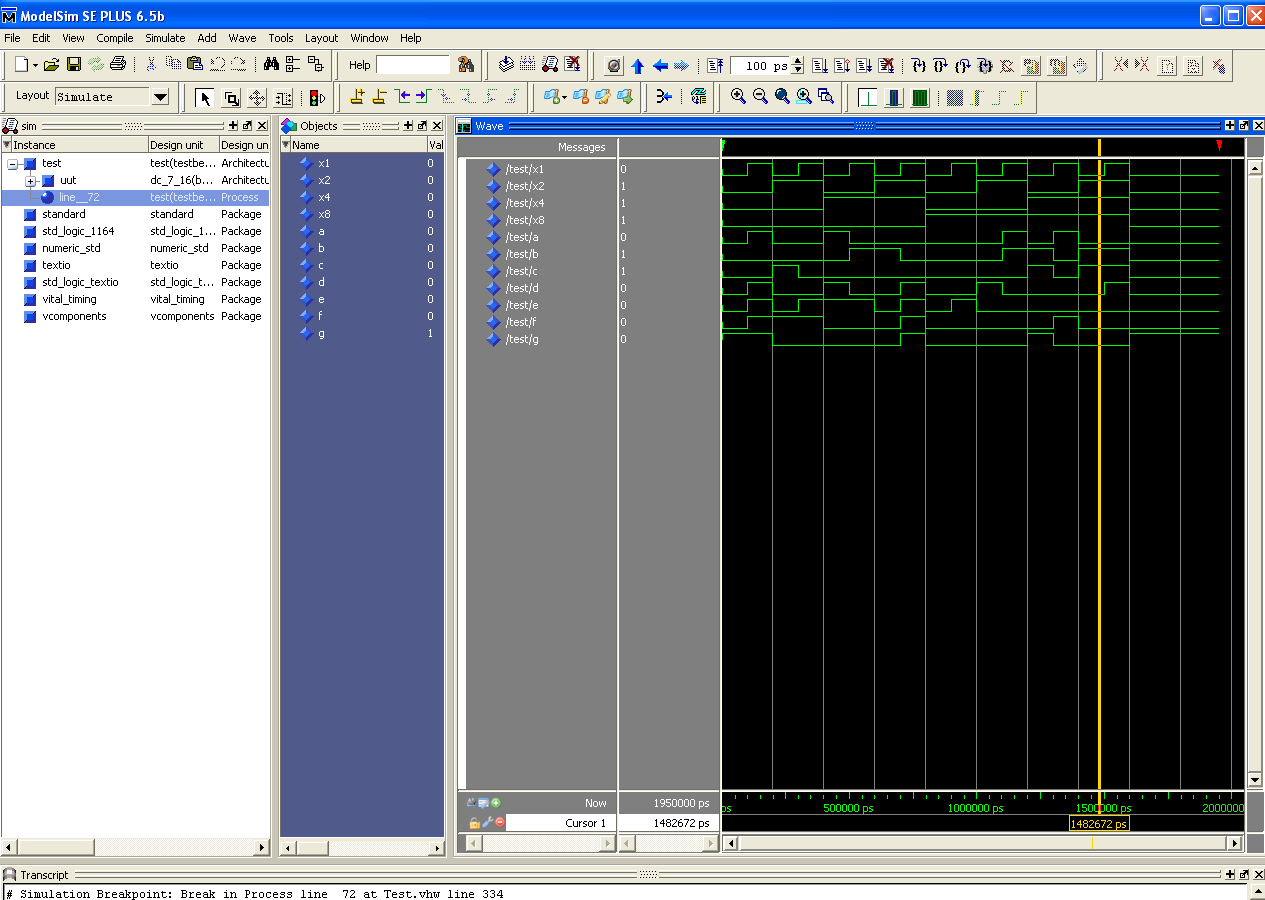 ModelSim SE PLUS 6.5b
File Edit View Compile Simulate Add Wave Tools Layout Window Help
Help
100 ps
Layout Simulate
sim
Instance Design unit Design un
test test(testbe... Architectu
uut dc_7_16(b... Architectu
line__72 test(testbe... Process
standard standard Package
std_logic_1164 std_logic_1... Package
numeric_std numeric_std Package
textio textio Package
std_logic_textio std_logic_t... Package
vital_timing vital_timing Package
vcomponents vcomponents Package
Objects
Name Val
x1 0
x2 0
x4 0
x8 0
a 0
b 0
c 0
d 0
e 0
f 0
g 1
Wave
Messages
/test/x1 0
/test/x2 1
/test/x4 1
/test/x8 1
/test/a 0
/test/b 1
/test/c 1
/test/d 0
/test/e 0
/test/f 0
/test/g 0
Now 1950000 ps
ps 500000 ps 1000000 ps 1500000 ps 2000000
Cursor 1 1482672 ps
1482672 ps
Transcript
# Simulation Breakpoint: Break in Process line__72 at Test.vhw line 334